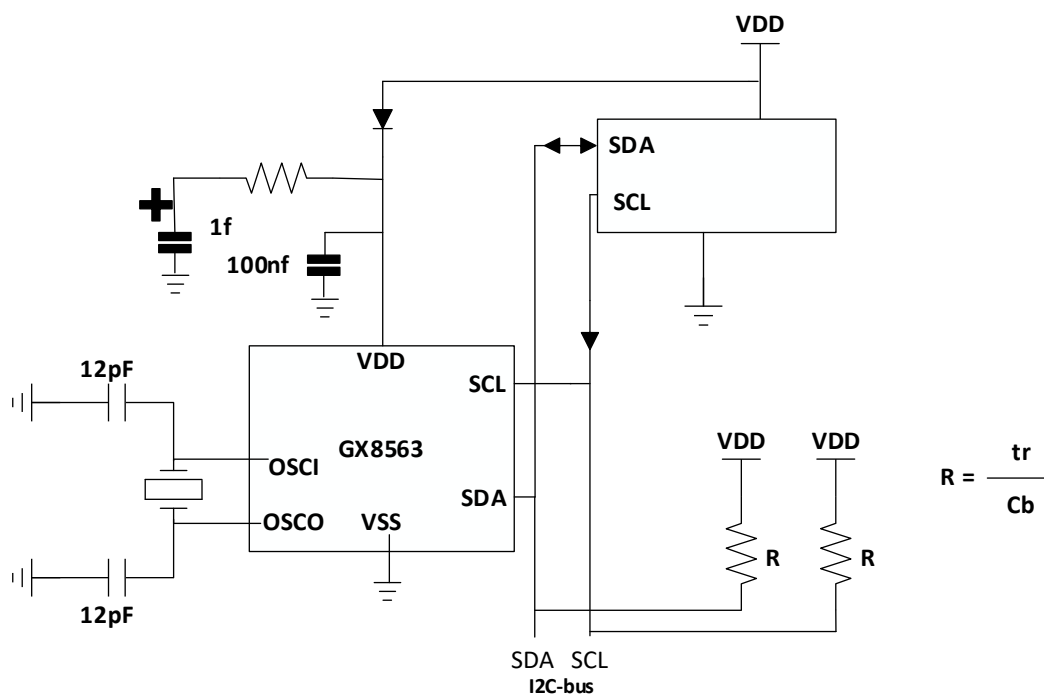 VDD
SDA
SCL
1f
100nf
12pF
VDD
SCL
GX8563
OSCI
SDA
OSCO
VSS
12pF
VDD
VDD
R
R
R = tr
Cb
SDA SCL
I2C-bus